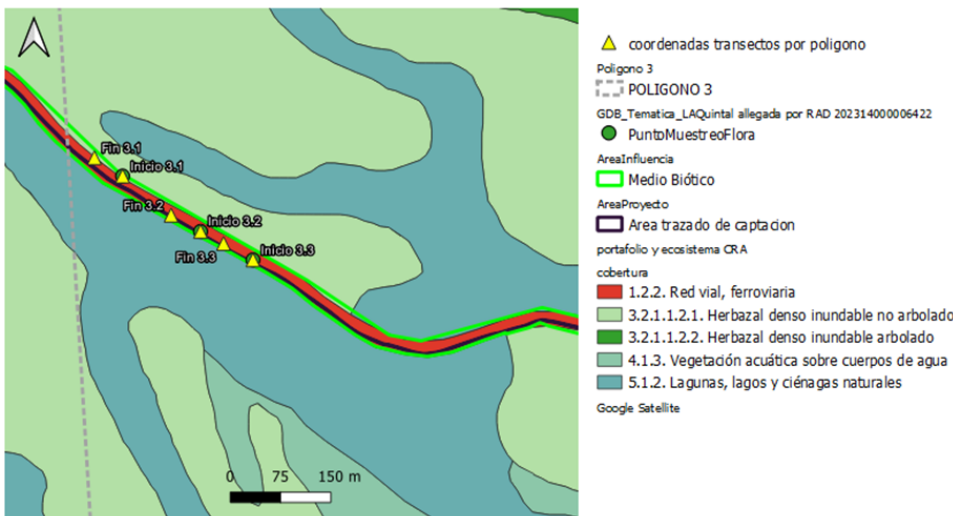 Fin 3.1
Inicio 3.1
Fin 3.2
Inicio 3.2
Fin 3.3
Inicio 3.3
0 75 150 m
coordenadas transectos por poligono
Poligono 3
POLIGONO 3
GDB_Tematica_LAQuintal allegada por RAD 202314000006422
PuntoMuestreoFlora
AreaInfluencia
Medio Biótico
AreaProyecto
Area trazado de captacion
portafolio y ecosistema CRA
cobertura
1.2.2. Red vial, ferroviaria
3.2.1.1.2.1. Herbazal denso inundable no arbolado
3.2.1.1.2.2. Herbazal denso inundable arbolado
4.1.3. Vegetación acuática sobre cuerpos de agua
5.1.2. Lagunas, lagos y ciénagas naturales
Google Satellite